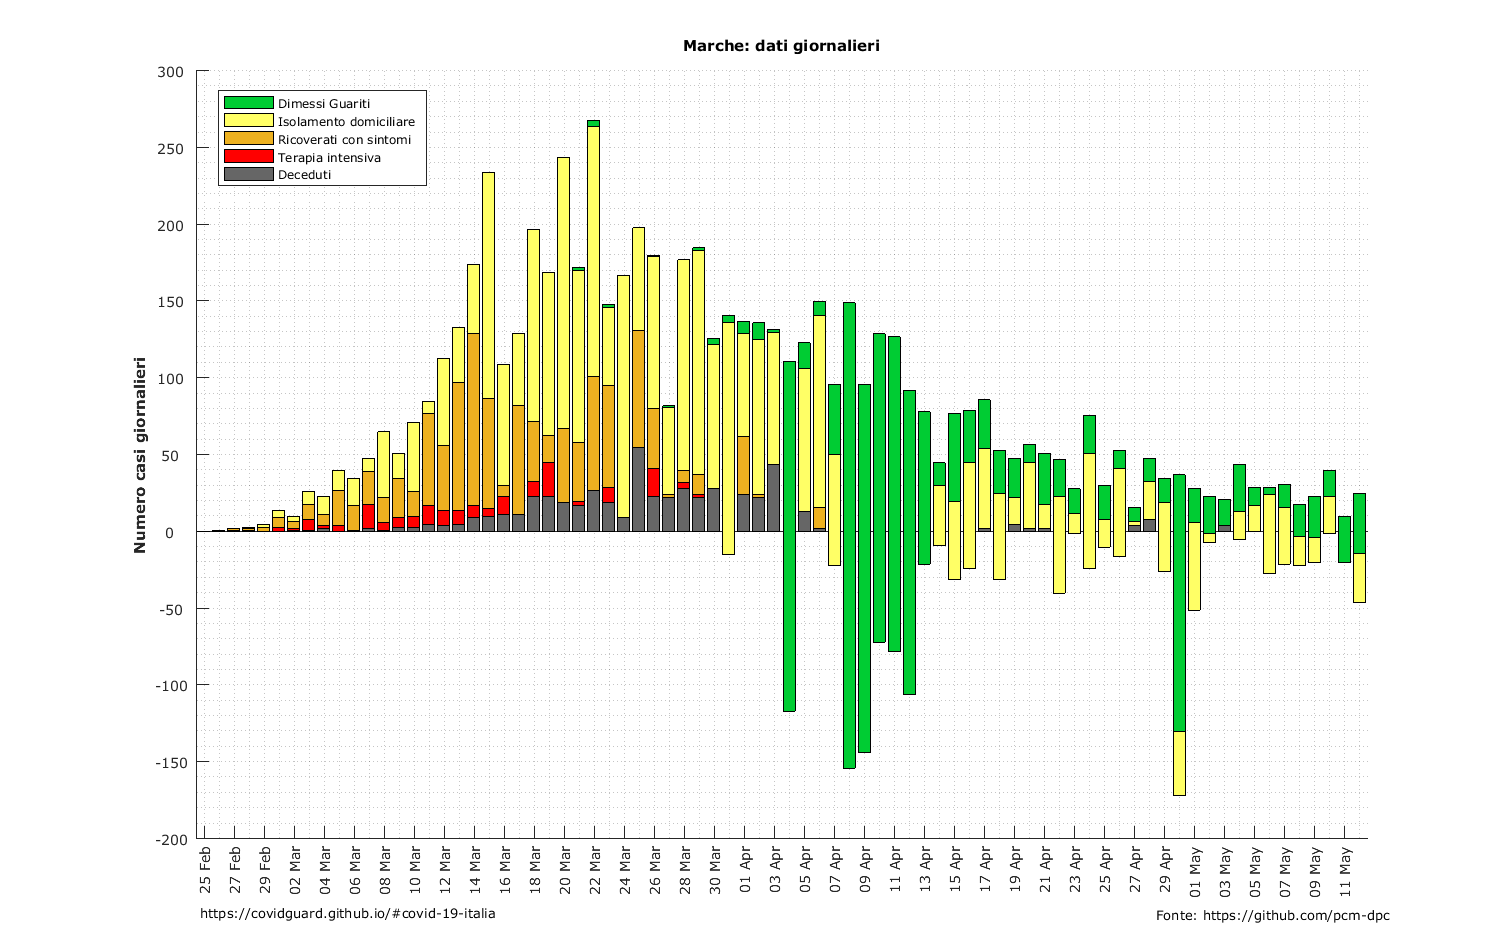 Marche: dati giornalieri
Numero casi giornalieri
300
250
200
150
100
50
0
-50
-100
-150
-200
Dimessi Guariti
Isolamento domiciliare
Ricoverati con sintomi
Terapia intensiva
Deceduti
25 Feb
27 Feb
29 Feb
02 Mar
04 Mar
06 Mar
08 Mar
10 Mar
12 Mar
14 Mar
16 Mar
18 Mar
20 Mar
22 Mar
24 Mar
26 Mar
28 Mar
30 Mar
01 Apr
03 Apr
05 Apr
07 Apr
09 Apr
11 Apr
13 Apr
15 Apr
17 Apr
19 Apr
21 Apr
23 Apr
25 Apr
27 Apr
29 Apr
01 May
03 May
05 May
07 May
09 May
11 May
https://covidguard.github.io/#covid-19-italia
Fonte: https://github.com/pcm-dpc